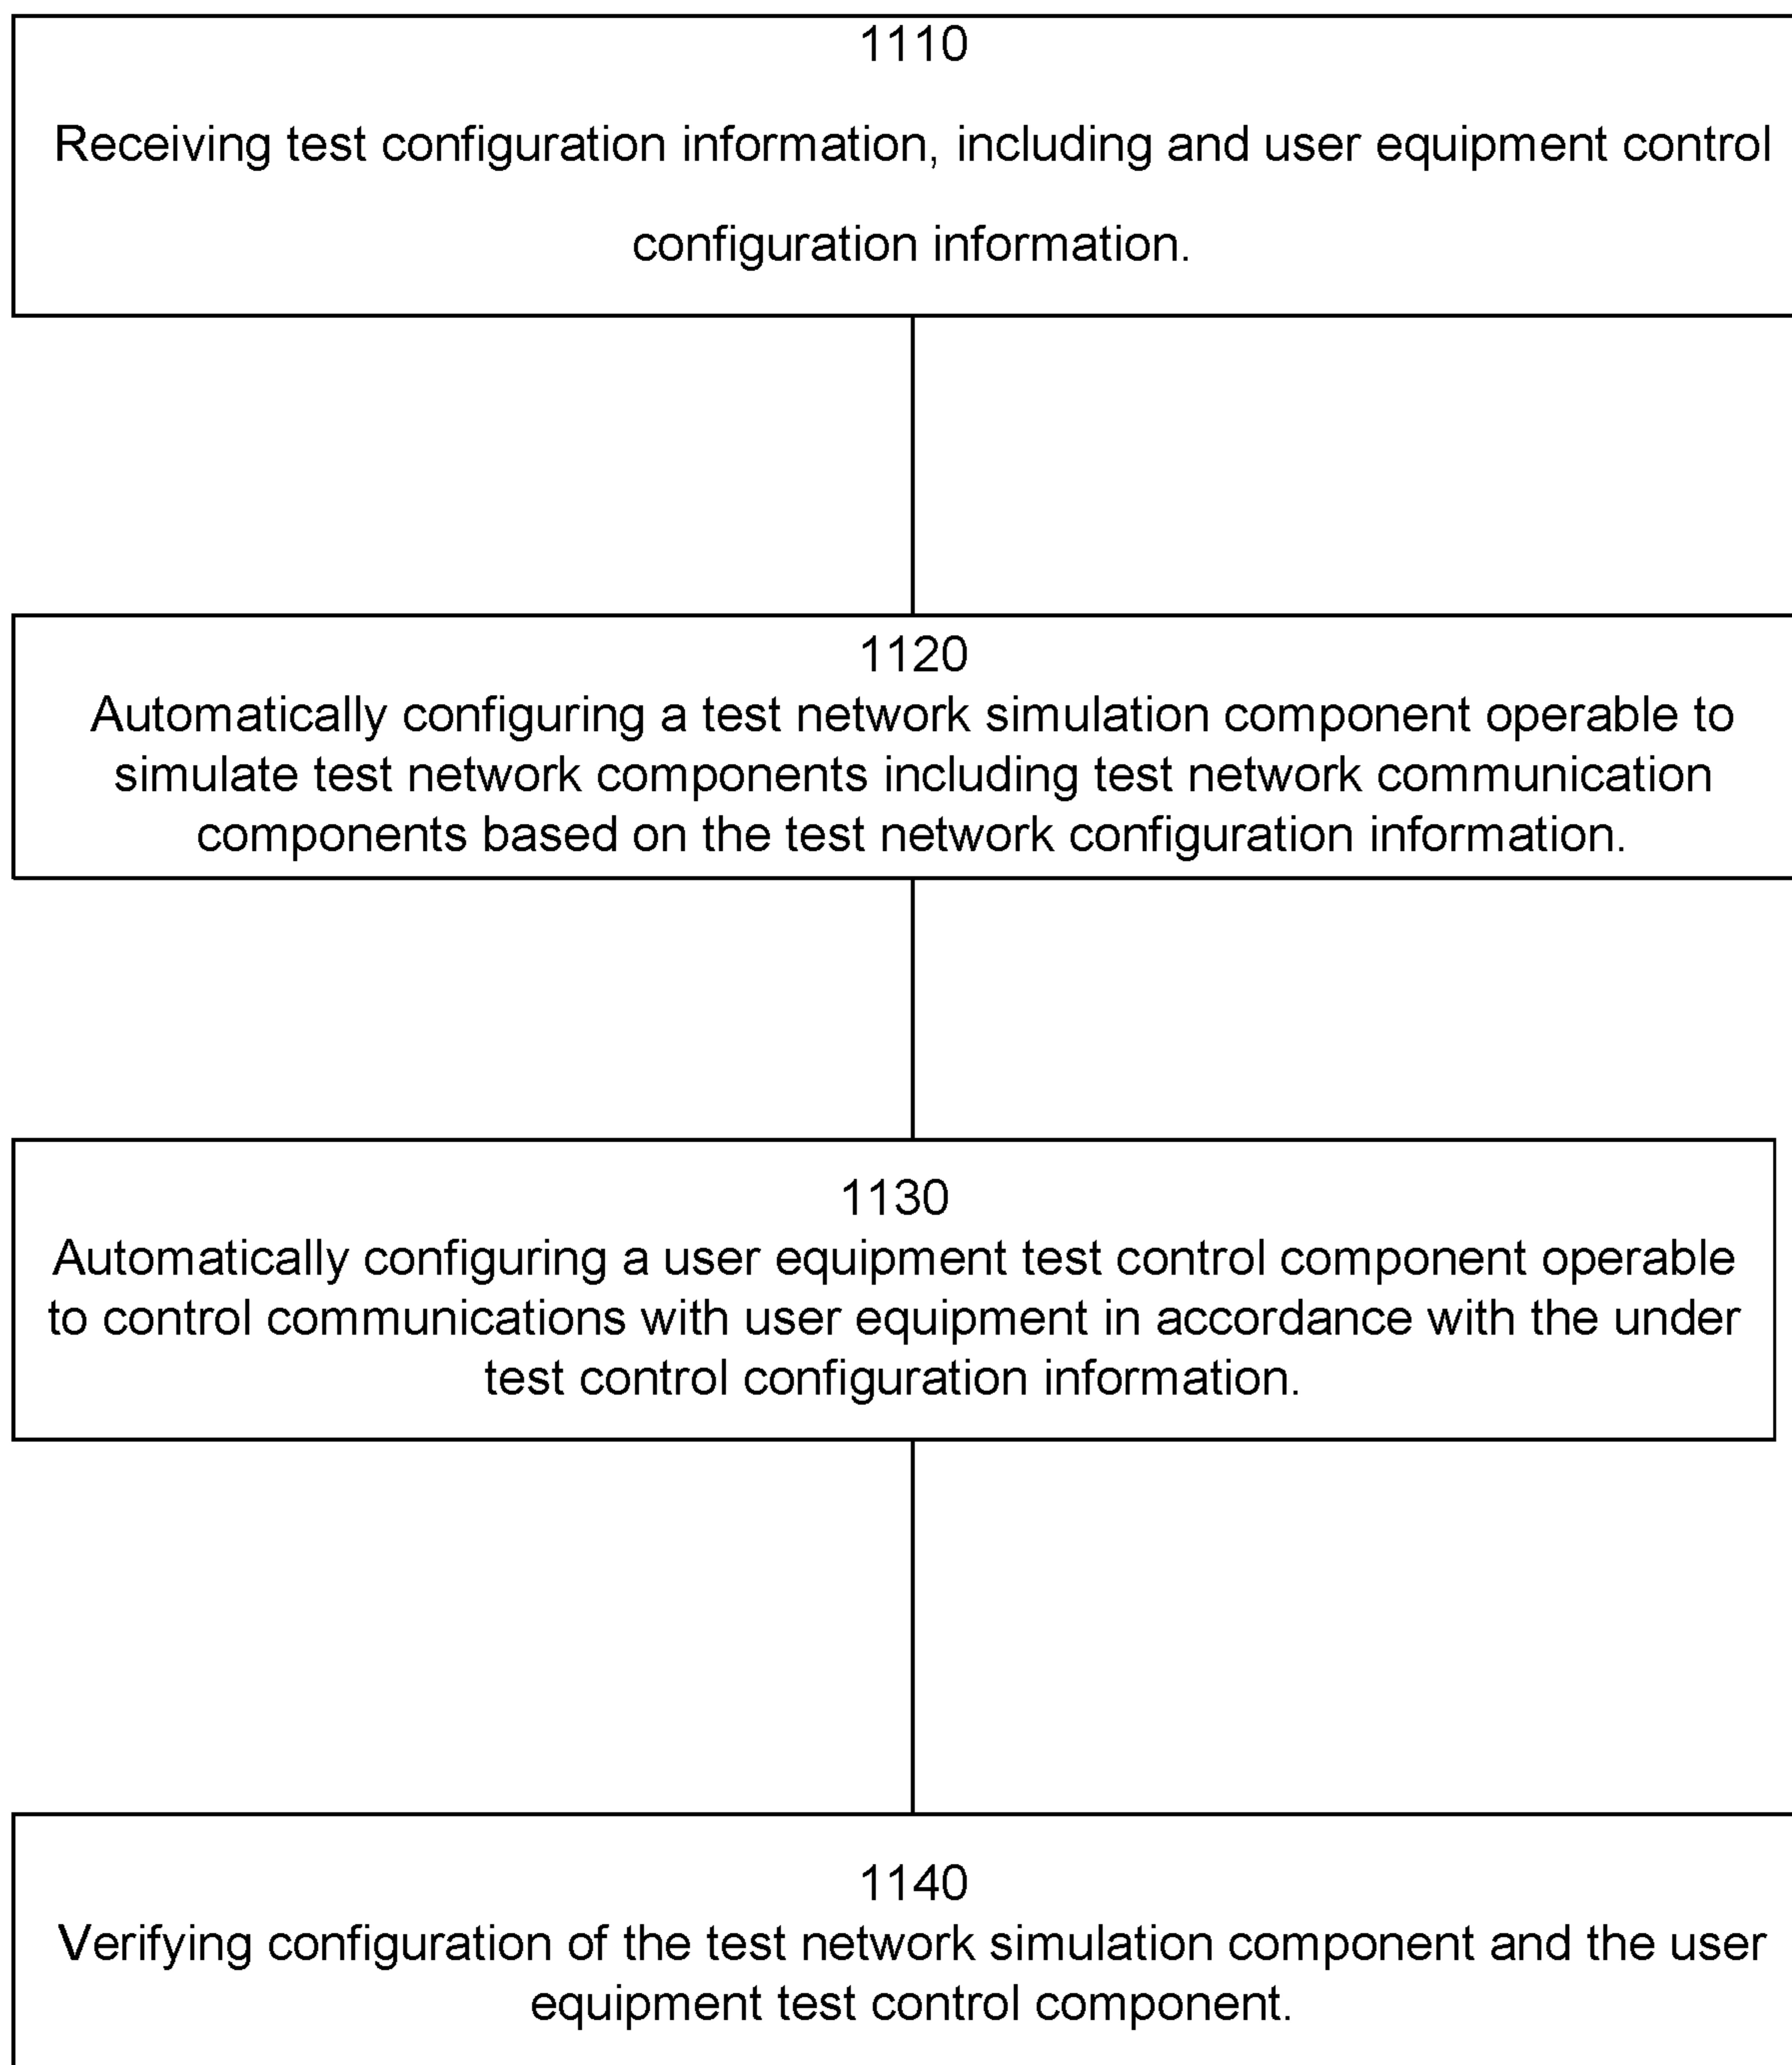 1110
Receiving test configuration information, including and user equipment control
configuration information.
1120
Automatically configuring a test network simulation component operable to
simulate test network components including test network communication
components based on the test network configuration information.
1130
Automatically configuring a user equipment test control component operable
to control communications with user equipment in accordance with the under
test control configuration information.
1140
Verifying configuration of the test network simulation component and the user
equipment test control component.